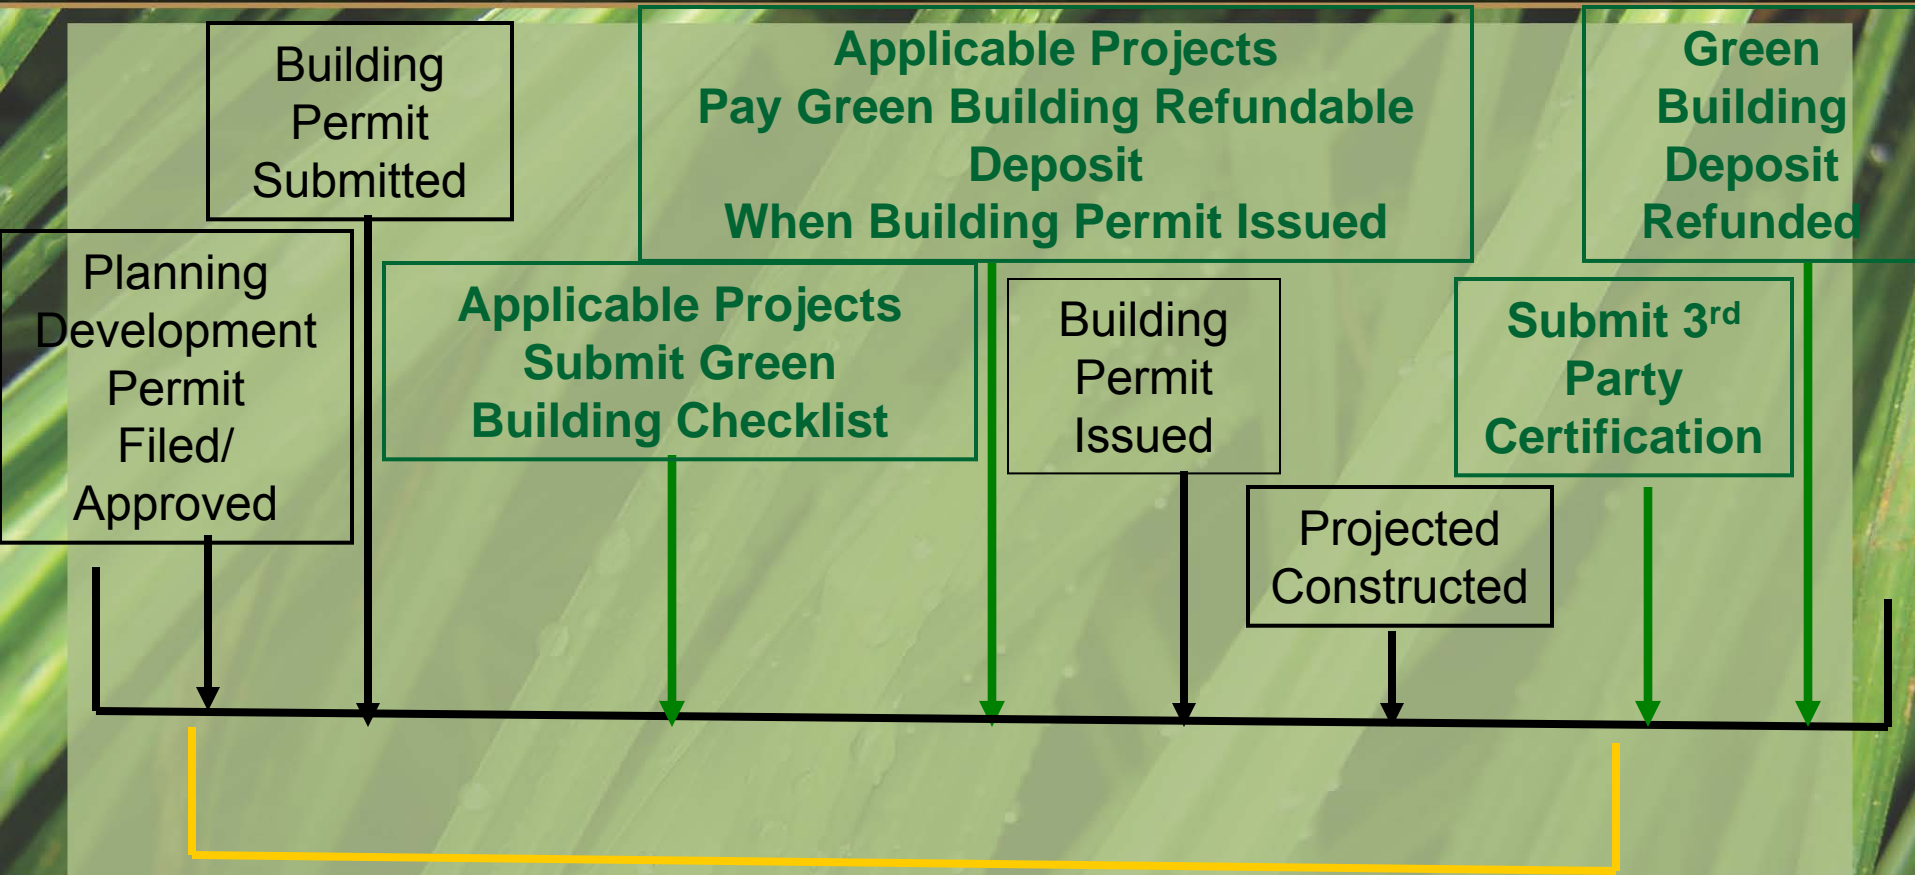 Building
Permit
Submitted
Applicable Projects
Pay Green Building Refundable
Deposit
When Building Permit Issued
Green
Building
Deposit
Refunded
Planning
Development
Permit
Filed/
Approved
Applicable Projects
Submit Green
Building Checklist
Building
Permit
Issued
Submit 3rd
Party
Certification
Projected
Constructed